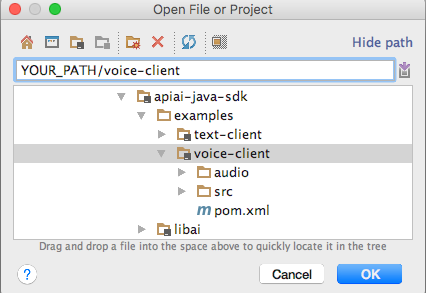 Open File or Project
Hide path
YOUR_PATH/voice-client
apiai-java-sdk
examples
text-client
voice-client
audio
src
m pom.xml
libai
Drag and drop a file into the space above to quickly locate it in the tree
? Cancel OK